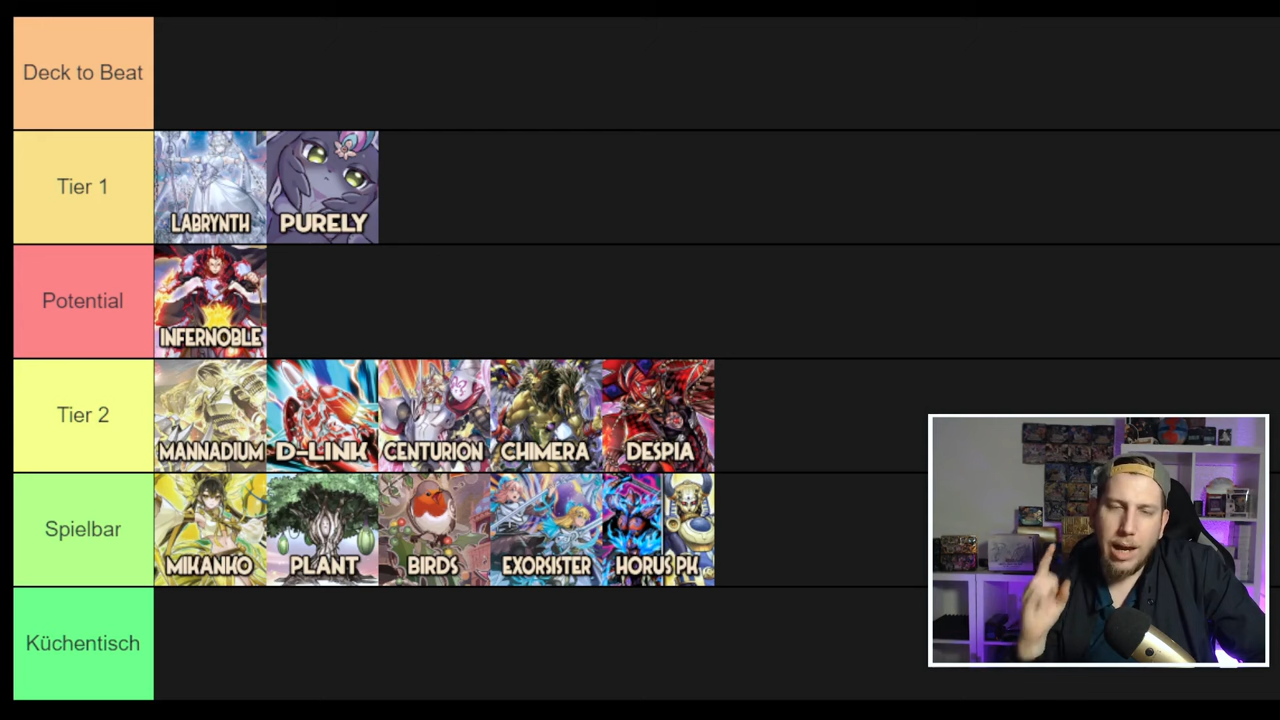 Deck to Beat
Tier 1
LABRYNTH
PURELY
Potential
INFERNOBLE
Tier 2
MANNADIUM
D-LINK
CENTURION
CHIMERA
DESPIA
Spielbar
MIKANKO
PLANT
BIRDS
EXORSISTER
HORUS PK
Küchentisch